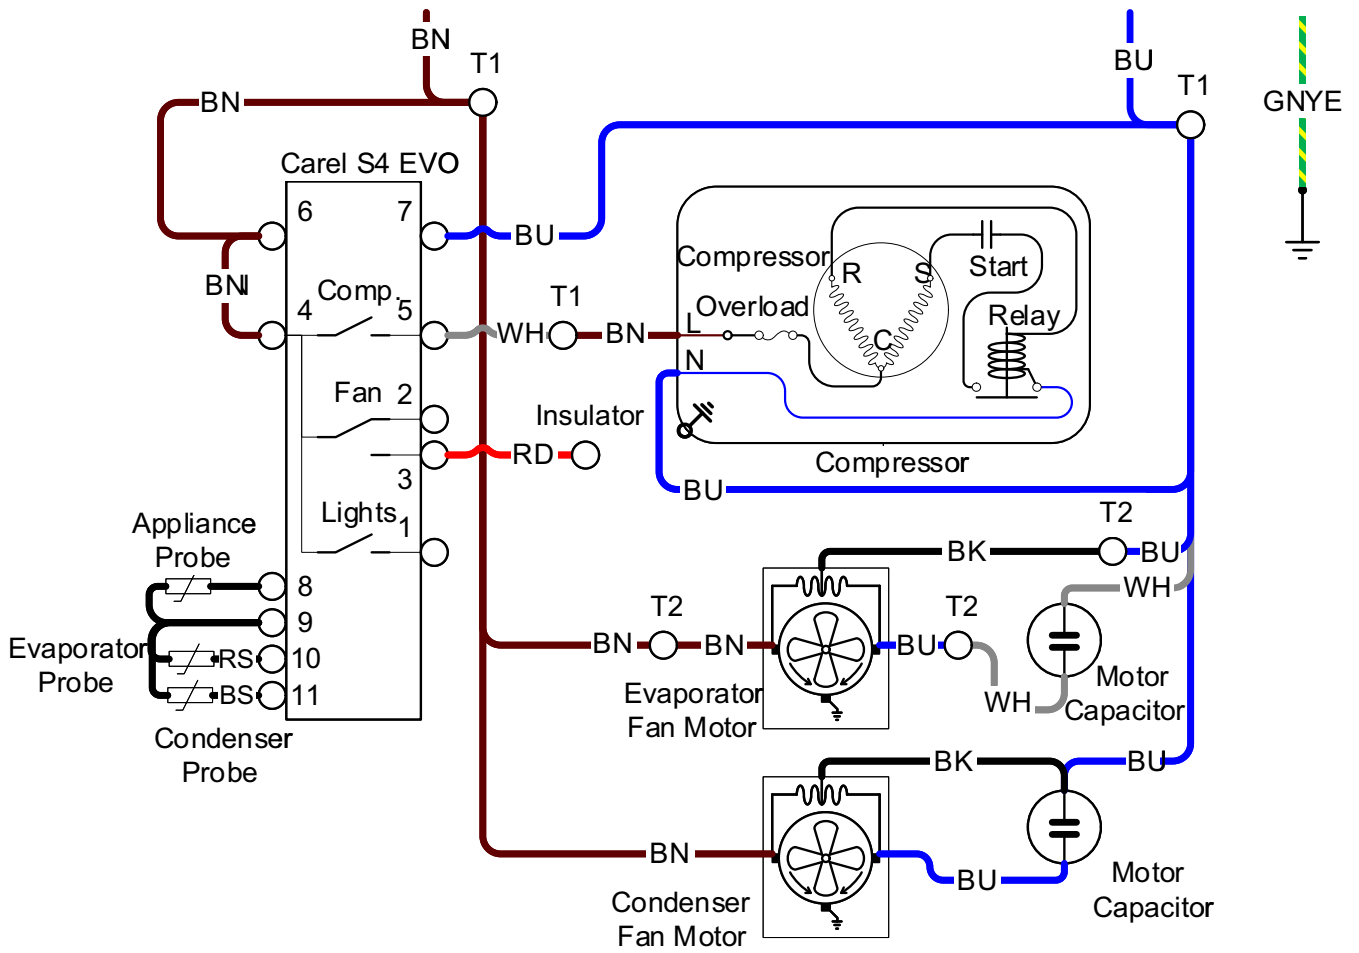 BN
T1
BU
T1
BN
GNYE
Carel S4 EVO
6
7
BU
BN
Comp.
4
5
WH
T1
BN
Compressor
R
S
Start
Overload
L
Relay
C
N
Fan
2
Insulator
RD
3
Compressor
BU
Lights
1
Appliance
Probe
T2
BK
BU
8
WH
9
T2
T2
BN
BN
BU
Evaporator
Probe
RS
10
BS
11
Evaporator
Fan Motor
WH
Motor
Capacitor
Condenser
Probe
BK
BU
BN
BU
Motor
Capacitor
Condenser
Fan Motor